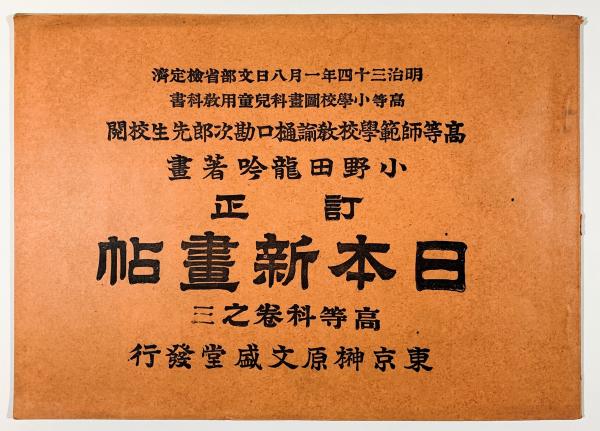 明治三十四年一月八日文部省檢定濟
高等小學校圖畫科兒童用敎科書
高等師範學校敎諭樋口勘次郎先生校閱
小野田龍吟著畫
訂正
日本新畫帖
高等科卷之三
東京榊原文盛堂發行